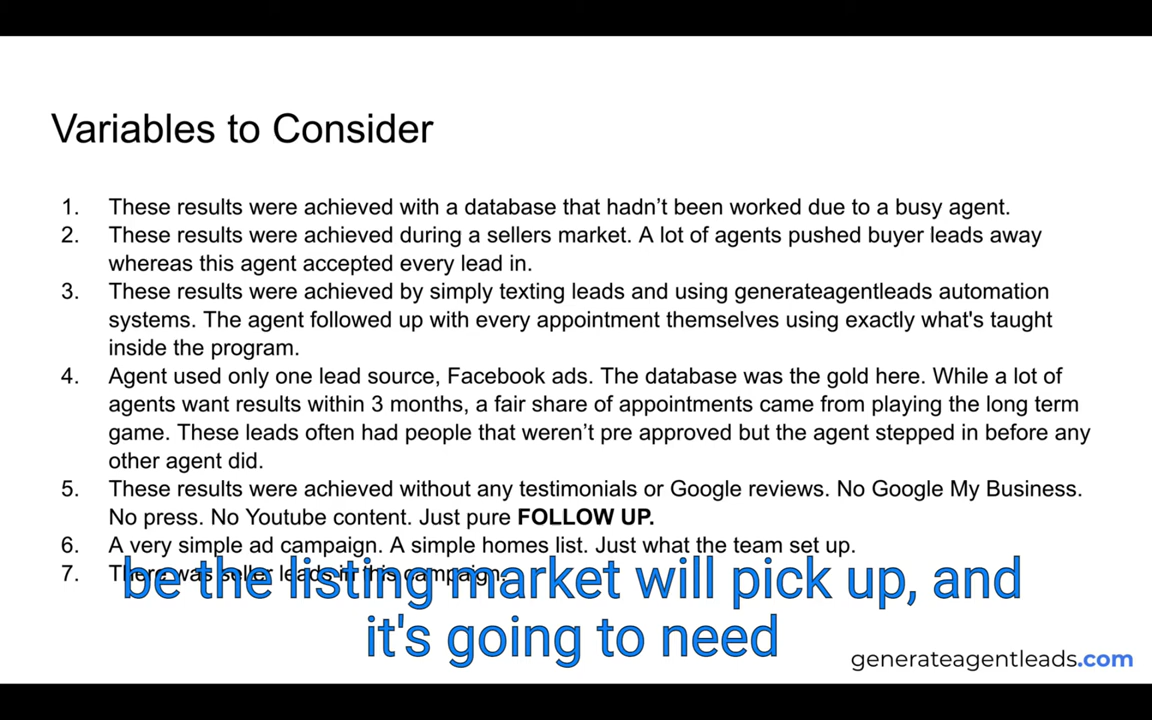 Variables to Consider
1. These results were achieved with a database that hadn’t been worked due to a busy agent.
2. These results were achieved during a sellers market. A lot of agents pushed buyer leads away
whereas this agent accepted every lead in.
3. These results were achieved by simply texting leads and using generateagentleads automation
systems. The agent followed up with every appointment themselves using exactly what's taught
inside the program.
4. Agent used only one lead source, Facebook ads. The database was the gold here. While a lot of
agents want results within 3 months, a fair share of appointments came from playing the long term
game. These leads often had people that weren’t pre approved but the agent stepped in before any
other agent did.
5. These results were achieved without any testimonials or Google reviews. No Google My Business.
No press. No Youtube content. Just pure FOLLOW UP.
6. A very simple ad campaign. A simple homes list. Just what the team set up.
7. There was seller leads in this campaign.
be the listing market will pick up, and
it's going to need
generateagentleads.com